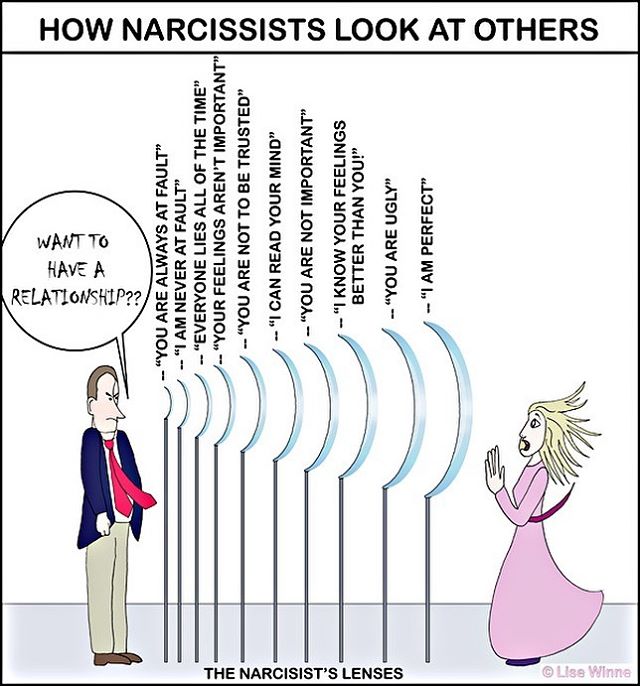 HOW NARCISSISTS LOOK AT OTHERS
WANT TO
HAVE A
RELATIONSHIP??
-- "YOU ARE ALWAYS AT FAULT"
-- "I AM NEVER AT FAULT"
-- "EVERYONE LIES ALL OF THE TIME"
-- "YOUR FEELINGS AREN'T IMPORTANT"
-- "YOU ARE NOT TO BE TRUSTED"
-- "I CAN READ YOUR MIND"
-- "YOU ARE NOT IMPORTANT"
-- "I KNOW YOUR FEELINGS
BETTER THAN YOU!"
-- "YOU ARE UGLY"
-- "I AM PERFECT"
THE NARCISIST'S LENSES
© Lise Winne